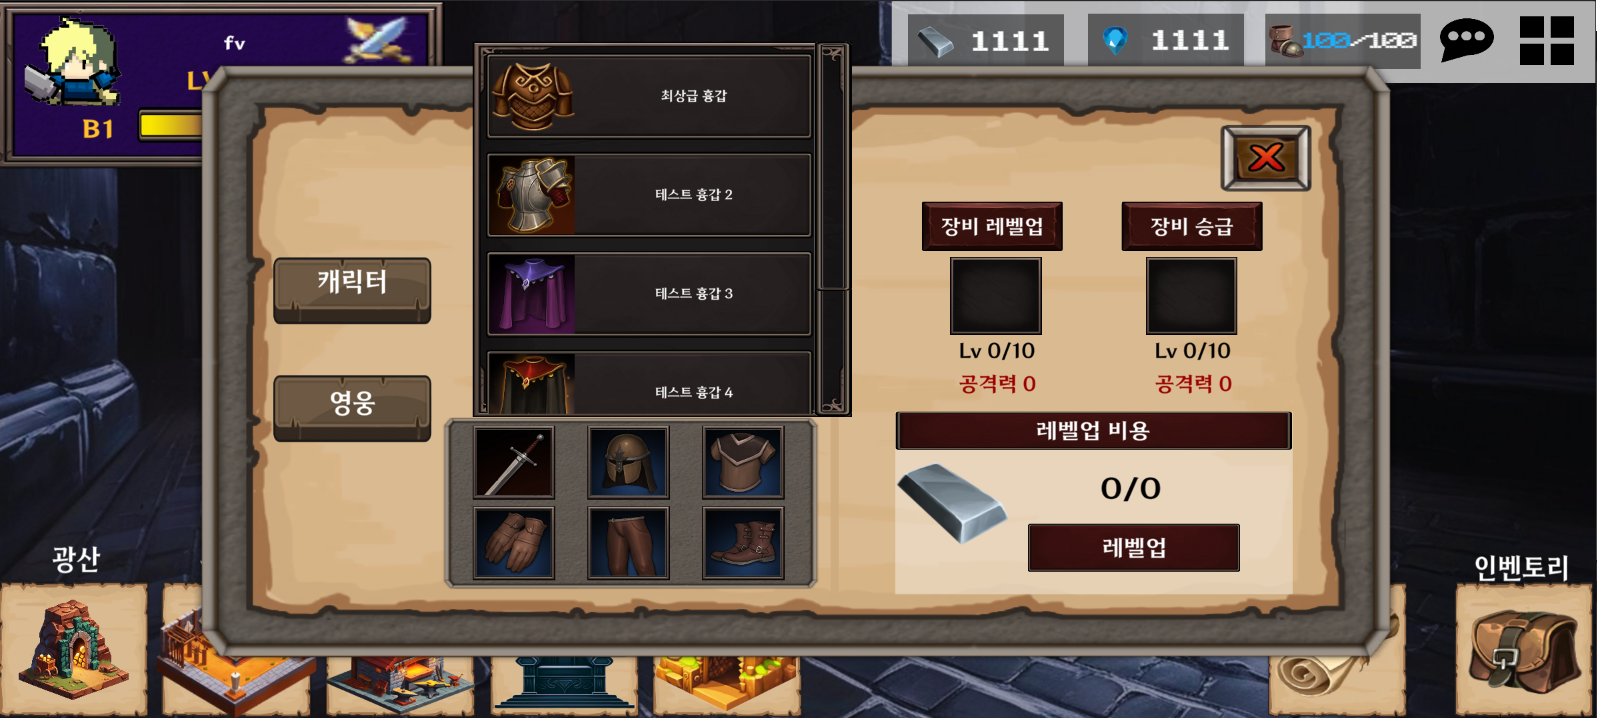 fv
1111
1111
100/100
LV
B1
최상급 흉갑
테스트 흉갑 2
테스트 흉갑 3
테스트 흉갑 4
캐릭터
영웅
장비 레벨업
장비 승급
Lv 0/10
Lv 0/10
공격력 0
공격력 0
레벨업 비용
0/0
레벨업
광산
인벤토리